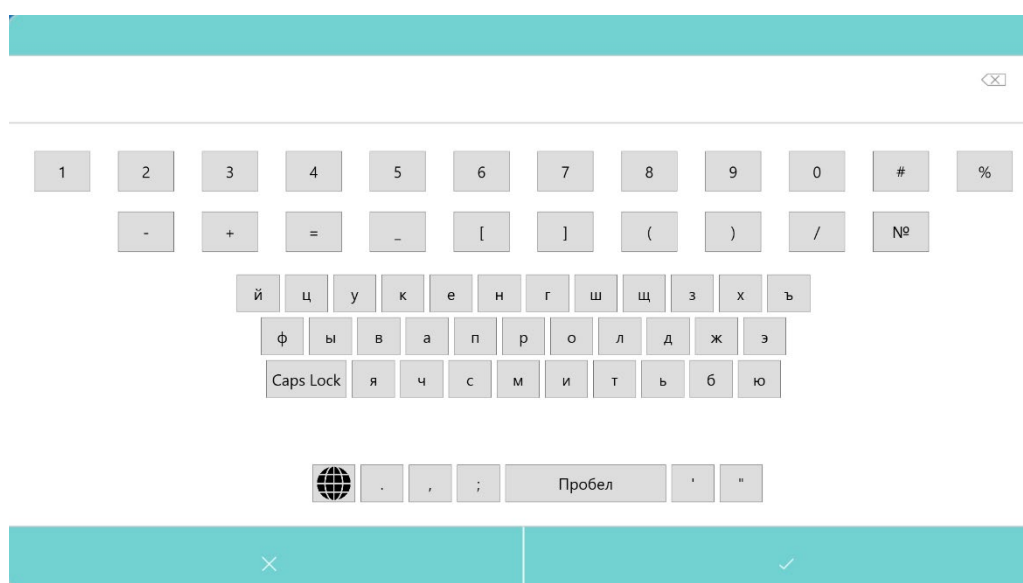 1 2 3 4 5 6 7 8 9 0 # %
- + = _ [ ] ( ) / №
й ц у к е н г ш щ з х ъ
ф ы в а п р о л д ж э
Caps Lock я ч с м и т ь б ю
. , ; Пробел ' "